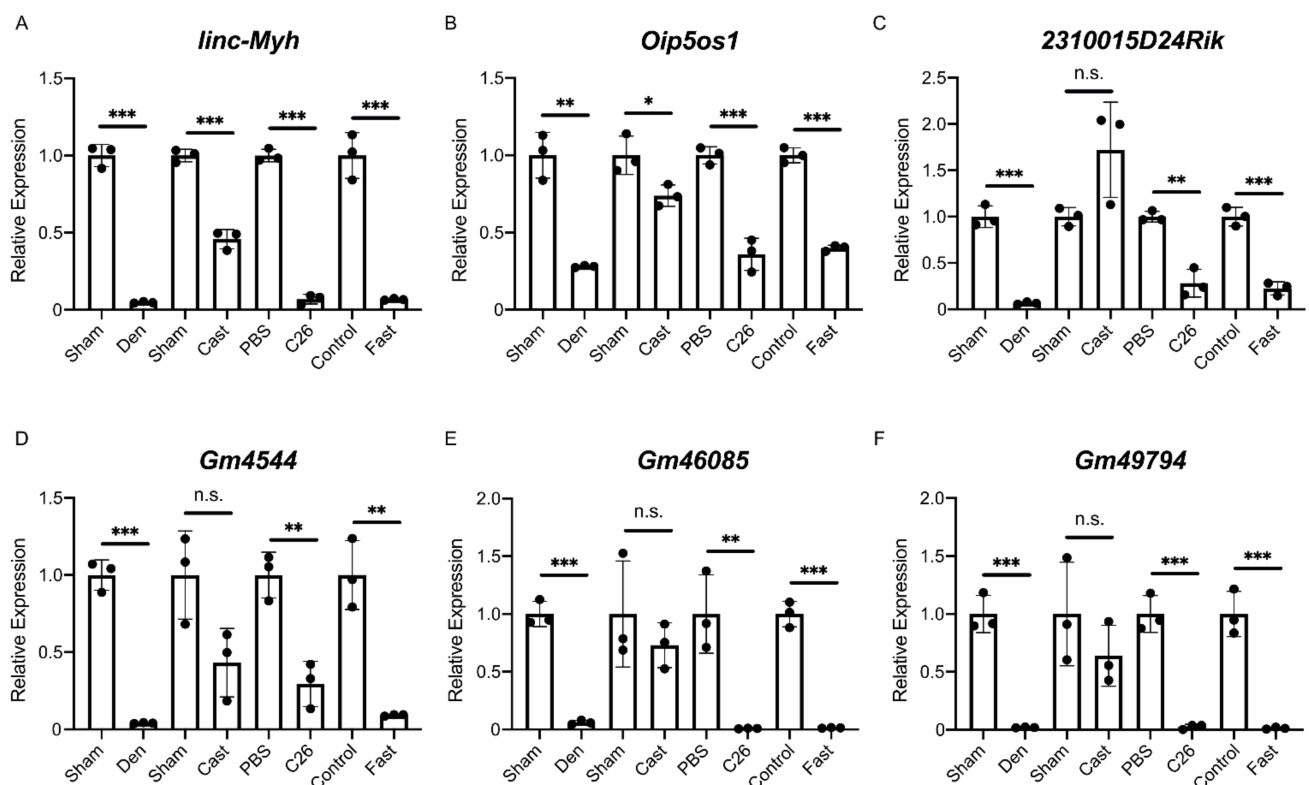 A
linc-Myh
Relative Expression
1.5
1.0
0.5
0
***
***
***
***
Sham
Den
Sham
Cast
PBS
C26
Control
Fast
B
Oip5os1
Relative Expression
1.5
1.0
0.5
0
**
*
***
***
Sham
Den
Sham
Cast
PBS
C26
Control
Fast
C
2310015D24Rik
Relative Expression
2.5
2.0
1.5
1.0
0.5
0
***
n.s.
**
***
Sham
Den
Sham
Cast
PBS
C26
Control
Fast
D
Gm4544
Relative Expression
1.5
1.0
0.5
0
***
n.s.
**
**
Sham
Den
Sham
Cast
PBS
C26
Control
Fast
E
Gm46085
Relative Expression
2.0
1.5
1.0
0.5
0
***
n.s.
**
***
Sham
Den
Sham
Cast
PBS
C26
Control
Fast
F
Gm49794
Relative Expression
2.0
1.5
1.0
0.5
0
***
n.s.
***
***
Sham
Den
Sham
Cast
PBS
C26
Control
Fast